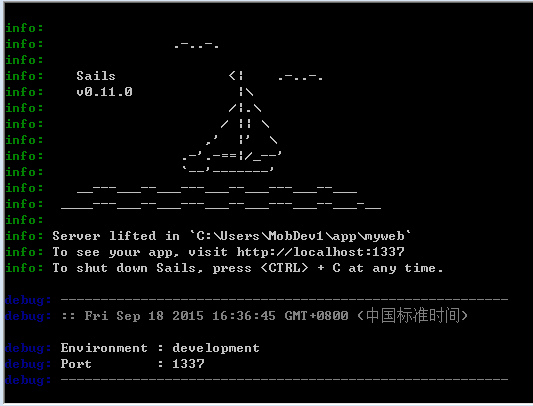 info:
info:                .-..-.
info:
info:    Sails              <|    .-..-.
info:    v0.11.0             |\
info:                       /|.\
info:                      / || \
info:                    ,'  |'  \
info:                 .-'.-==|/_--'
info:                 `--'-------'
info:    __---___--___---___--___---___--___
info:  ____---___--___---___--___---___--___-__
info:
info: Server lifted in `C:\Users\MobDev1\app\myweb`
info: To see your app, visit http://localhost:1337
info: To shut down Sails, press <CTRL> + C at any time.
debug: --------------------------------------------------------
debug: :: Fri Sep 18 2015 16:36:45 GMT+0800 (中国标准时间)
debug: Environment : development
debug: Port        : 1337
debug: --------------------------------------------------------